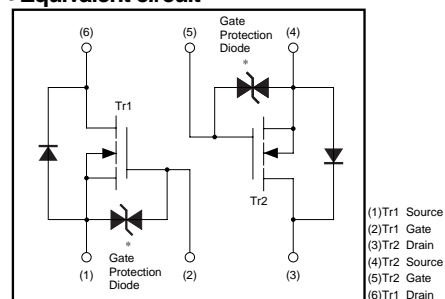 Equivalent circuit
(6)
(5)
Gate
Protection
Diode
*
(4)
Tr1
Tr2
*
Gate
Protection
Diode
(1)
(2)
(3)
(1)Tr1 Source
(2)Tr1 Gate
(3)Tr2 Drain
(4)Tr2 Source
(5)Tr2 Gate
(6)Tr1 Drain